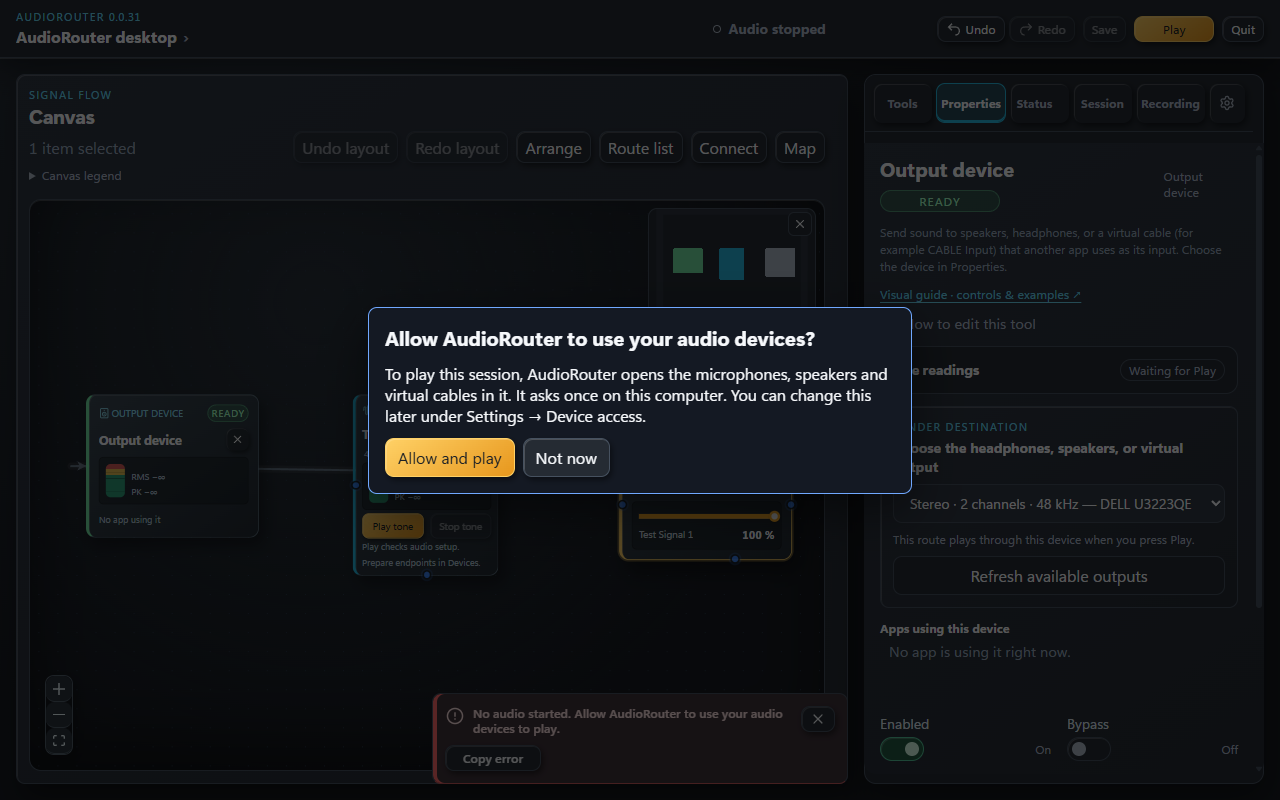 AUDIOROUTER 0.0.31
AudioRouter desktop ›
Audio stopped
Undo
Redo
Save
Play
Quit
SIGNAL FLOW
Canvas
1 item selected
Undo layout
Redo layout
Arrange
Route list
Connect
Map
Canvas legend
OUTPUT DEVICE
READY
Output device
RMS −∞
PK −∞
No app using it
PK −∞
Play tone
Stop tone
Play checks audio setup.
Prepare endpoints in Devices.
Test Signal 1
100 %
Allow AudioRouter to use your audio devices?
To play this session, AudioRouter opens the microphones, speakers and
virtual cables in it. It asks once on this computer. You can change this
later under Settings → Device access.
Allow and play
Not now
No audio started. Allow AudioRouter to use your audio
devices to play.
Copy error
Tools
Properties
Status
Session
Recording
Output device
Output
device
READY
Send sound to speakers, headphones, or a virtual cable (for
example CABLE Input) that another app uses as its input. Choose
the device in Properties.
Visual guide · controls & examples ↗
to edit this tool
readings
Waiting for Play
DESTINATION
the headphones, speakers, or virtual
Stereo · 2 channels · 48 kHz — DELL U3223QE
This route plays through this device when you press Play.
Refresh available outputs
Apps using this device
No app is using it right now.
Enabled
On
Bypass
Off